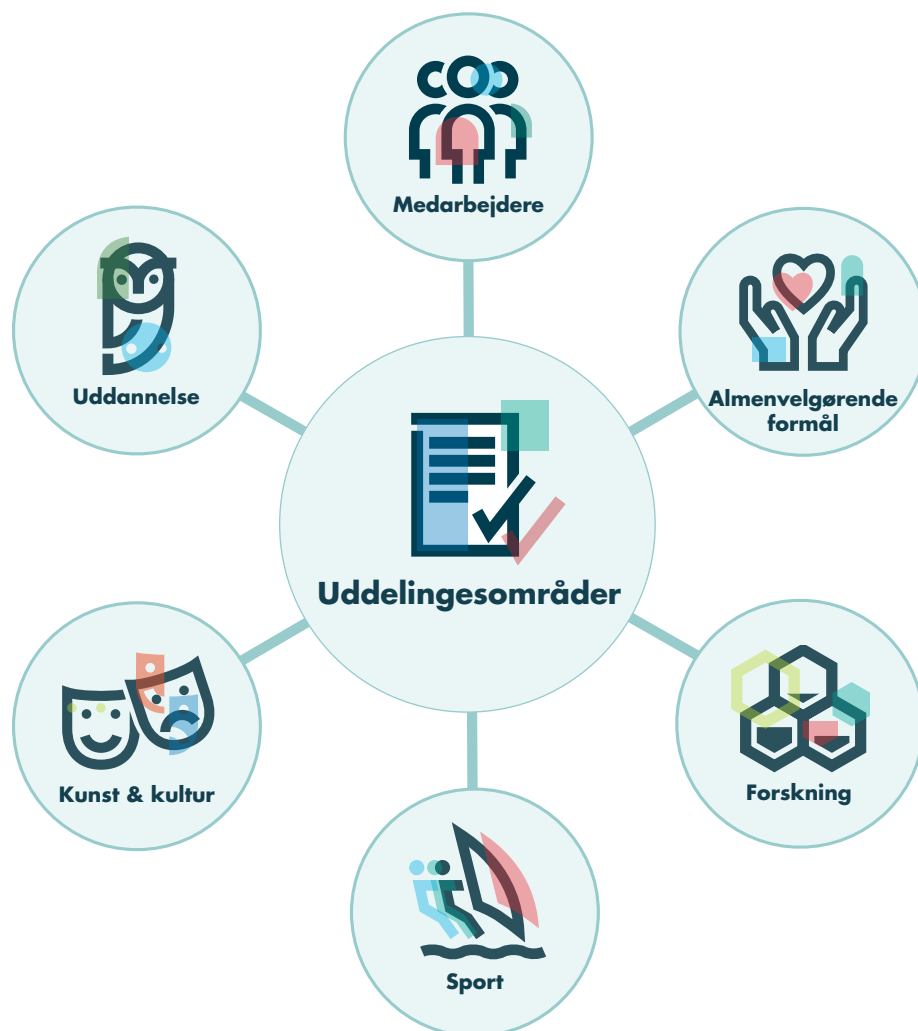 Medarbejdere
Uddannelse
Almenvelgørende
formål
Uddelingesområder
Kunst & kultur
Forskning
Sport